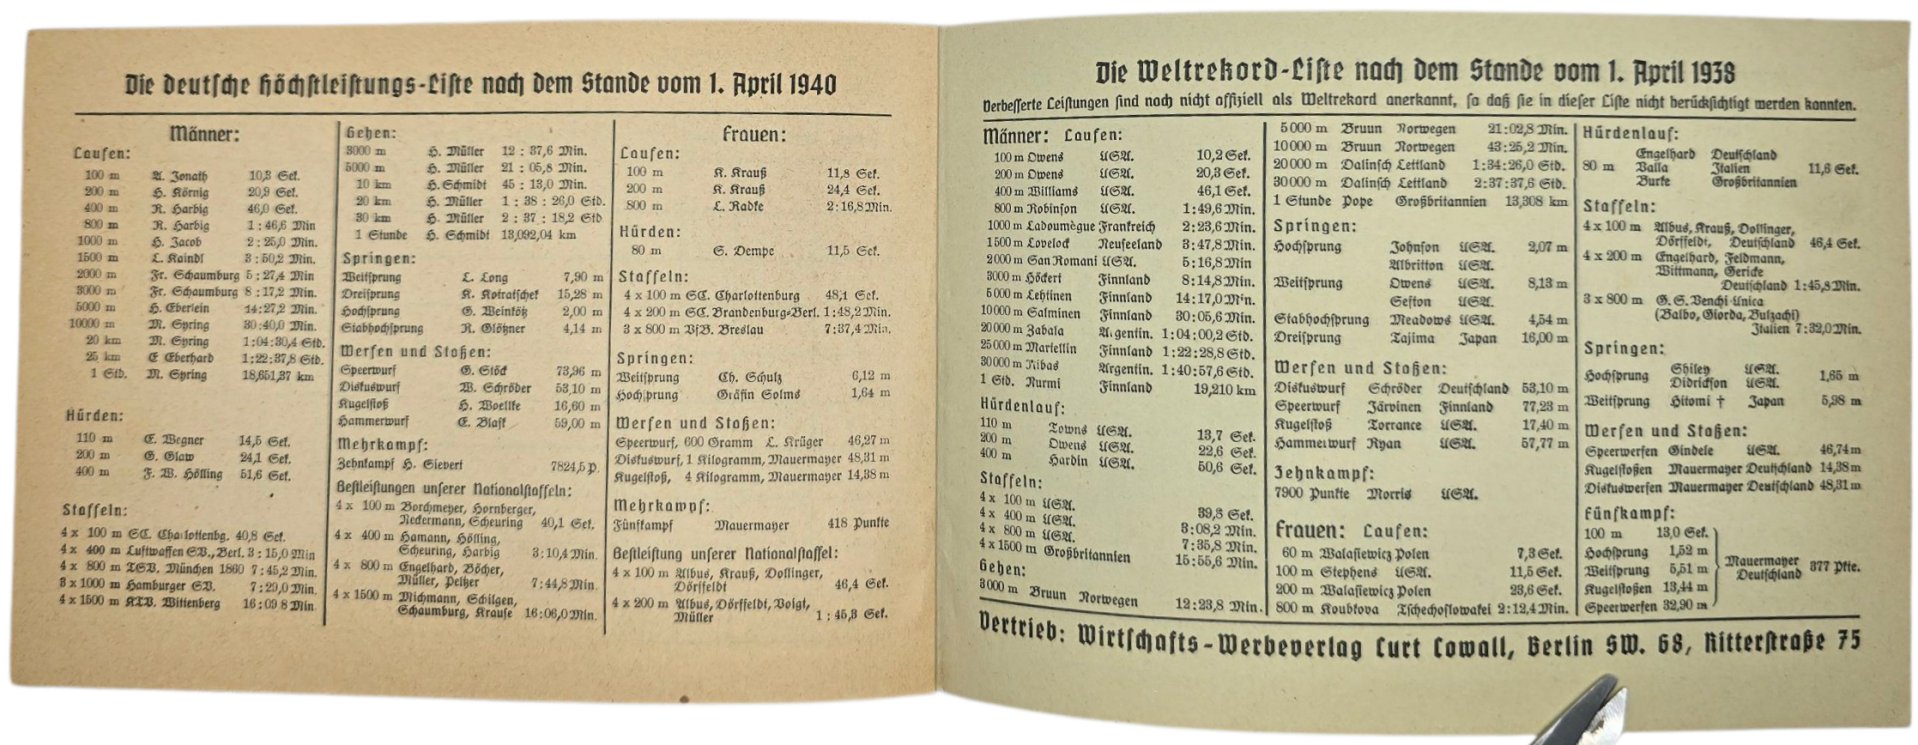 Die deutsche Höchstleistungs-Liste nach dem Stande vom 1. April 1940
Männer:
Laufen:
100 m A. Jonath 10,3 Sek.
200 m H. Körnig 20,9 Sek.
400 m R. Harbig 46,0 Sek.
800 m R. Harbig 1:46,6 Min
1000 m H. Jacob 2:25,0 Min.
1500 m L. Kaindl 3:50,2 Min.
2000 m Fr. Schaumburg 5:27,4 Min
3000 m Fr. Schaumburg 8:17,2 Min.
5000 m H. Eberlein 14:27,2 Min.
10000 m M. Syring 30:40,0 Min.
20 km M. Syring 1:04:30,4 Std.
25 km E Eberhard 1:22:37,8 Std.
1 Std. M. Syring 18,651,37 km
Hürden:
110 m E. Wegner 14,5 Sek.
200 m G. Glaw 24,1 Sek.
400 m F. W. Hölling 51,6 Sek.
Staffeln:
4 x 100 m SC. Charlottenbg. 40,8 Sek.
4 x 400 m Luftwaffen SV., Berl. 3:15,0 Min
4 x 800 m TSV. München 1860 7:45,2 Min.
3 x 1000 m Hamburger SV. 7:29,0 Min.
4 x 1500 m KTV. Wittenberg 16:09 8 Min.
Gehen:
3000 m H. Müller 12 : 37,6 Min.
5000 m H. Müller 21 : 05,8 Min.
10 km H. Schmidt 45 : 13,0 Min.
20 km H. Müller 1 : 38 : 26,0 Std.
30 km H. Müller 2 : 37 : 18,2 Std
1 Stunde H. Schmidt 13,092,04 km
Springen:
Weitsprung L. Long 7,90 m
Dreisprung K. Kotratschek 15,28 m
Hochsprung G. Weinkötz 2,00 m
Stabhochsprung R. Glötzner 4,14 m
Werfen und Stoßen:
Speerwurf G. Stöck 73,96 m
Diskuswurf W. Schröder 53,10 m
Kugelstoß H. Woellke 16,60 m
Hammerwurf E. Blask 59,00 m
Mehrkampf:
Zehnkampf H. Sievert 7824,5 P.
Bestleistungen unserer Nationalstaffeln:
4 x 100 m Borchmeyer, Hornberger,
Neckermann, Scheuring 40,1 Sek.
4 x 400 m Hamann, Hölling,
Scheuring, Harbig 3:10,4 Min.
4 x 800 m Engelhard, Böcher,
Müller, Peltzer 7:44,8 Min.
4 x 1500 m Michmann, Schilgen,
Schaumburg, Krause 16:06,0 Min.
Frauen:
Laufen:
100 m K. Krauß 11,8 Sek.
200 m K. Krauß 24,4 Sek.
800 m L. Radke 2:16,8 Min.
Hürden:
80 m S. Dempe 11,5 Sek.
Staffeln:
4 x 100 m SC. Charlottenburg 48,1 Sek.
4 x 200 m SC. Brandenburg-Berl. 1:48,2 Min.
3 x 800 m VfB. Breslau 7:37,4 Min.
Springen:
Weitsprung Ch. Schulz 6,12 m
Hochsprung Gräfin Solms 1,64 m
Werfen und Stoßen:
Speerwurf, 600 Gramm L. Krüger 46,27 m
Diskuswurf, 1 Kilogramm, Mauermayer 48,31 m
Kugelstoß, 4 Kilogramm, Mauermayer 14,38 m
Mehrkampf:
Fünfkampf Mauermayer 418 Punkte
Bestleistung unserer Nationalstaffel:
4 x 100 m Albus, Krauß, Dollinger,
Dörffeldt 46,4 Sek.
4 x 200 m Albus, Dörffeldt, Voigt,
Müller 1 : 45,3 Sek.
Die Weltrekord-Liste nach dem Stande vom 1. April 1938
Verbesserte Leistungen sind noch nicht offiziell als Weltrekord anerkannt, so daß sie in dieser Liste nicht berücksichtigt werden konnten.
Männer: Laufen:
100 m Owens USA. 10,2 Sek.
200 m Owens USA. 20,3 Sek.
400 m Williams USA. 46,1 Sek.
800 m Robinson USA. 1:49,6 Min.
1000 m Ladoumègue Frankreich 2:23,6 Min.
1500 m Lovelock Neuseeland 3:47,8 Min.
2000 m San Romani USA. 5:16,8 Min
3000 m Höckert Finnland 8:14,8 Min.
5000 m Lehtinen Finnland 14:17,0 Min.
10000 m Salminen Finnland 30:05,6 Min.
20000 m Zabala Argentin. 1:04:00,2 Std.
25000 m Martellin Finnland 1:22:28,8 Std.
30000 m Ribas Argentin. 1:40:57,6 Std.
1 Std. Nurmi Finnland 19,210 km
Hürdenlauf:
110 m Towns USA. 13,7 Sek.
200 m Owens USA. 22,6 Sek.
400 m Hardin USA. 50,6 Sek.
Staffeln:
4 x 100 m USA. 39,8 Sek.
4 x 400 m USA. 3:08,2 Min.
4 x 800 m USA. 7:35,8 Min.
4 x 1500 m Großbritannien 15:55,6 Min.
Gehen:
3000 m Bruun Norwegen 12:23,8 Min.
5000 m Bruun Norwegen 21:02,8 Min.
10000 m Bruun Norwegen 43:25,2 Min.
20000 m Dalinsch Lettland 1:34:26,0 Std.
30000 m Dalinsch Lettland 2:37:37,6 Std.
1 Stunde Pope Großbritannien 13,308 km
Springen:
Hochsprung Johnson USA. 2,07 m
Albritton USA.
Weitsprung Owens USA. 8,13 m
Sefton USA.
Stabhochsprung Meadows USA. 4,54 m
Dreisprung Tajima Japan 16,00 m
Werfen und Stoßen:
Diskuswurf Schröder Deutschland 53,10 m
Speerwurf Järvinen Finnland 77,23 m
Kugelstoß Torrance USA. 17,40 m
Hammerwurf Ryan USA. 57,77 m
Zehnkampf:
7900 Punkte Morris USA.
Frauen: Laufen:
60 m Walasiewicz Polen 7,3 Sek.
100 m Stephens USA. 11,5 Sek.
200 m Walasiewicz Polen 23,6 Sek.
800 m Koubkova Tschechoslowakei 2:12,4 Min.
Hürdenlauf:
Engelhard Deutschland
80 m Valla Italien 11,6 Sek.
Burke Großbritannien
Staffeln:
4 x 100 m Albus, Krauß, Dollinger,
Dörffeldt, Deutschland 46,4 Sek.
4 x 200 m Engelhard, Feldmann,
Wittmann, Gericke
Deutschland 1:45,8 Min.
3 x 800 m G. S. Venchi Unica
(Balbo, Giorda, Bulzachi)
Italien 7:32,0 Min.
Springen:
Hochsprung Shiley USA. 1,65 m
Didrickson USA.
Weitsprung Hitomi † Japan 5,98 m
Werfen und Stoßen:
Speerwerfen Gindele USA. 46,74 m
Kugelstoßen Mauermayer Deutschland 14,38 m
Diskuswerfen Mauermayer Deutschland 48,31 m
Fünfkampf:
100 m 13,0 Sek.
Hochsprung 1,52 m
Weitsprung 5,51 m Mauermayer Deutschland 377 Pkte.
Kugelstoßen 13,44 m
Speerwerfen 32,90 m
Vertrieb: Wirtschafts-Werbeverlag Curt Cowall, Berlin SW. 68, Ritterstraße 75